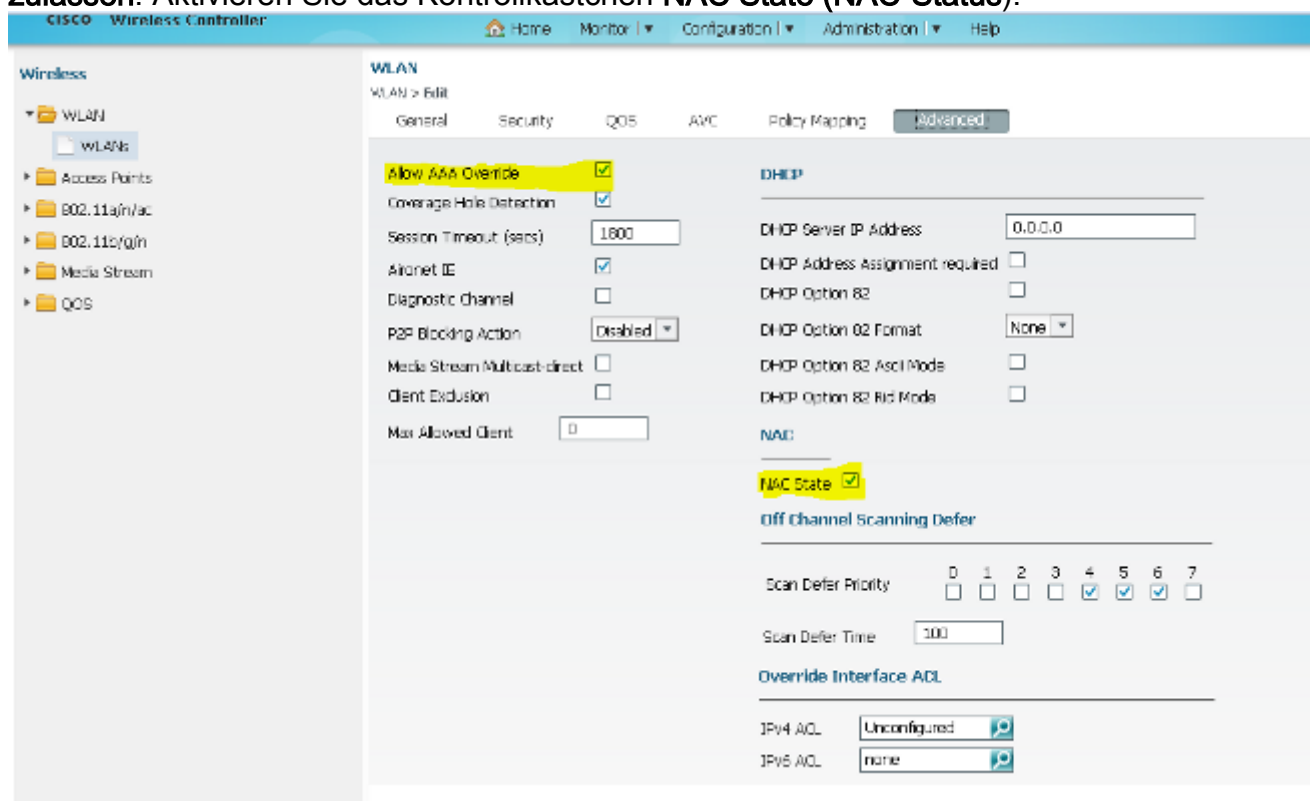 zulassen. Aktivieren Sie das Kontrollkästchen NAC State (NAC-Status).
CISCO Wireless Controller
Home Monitor Configuration Administration Help
Wireless
WLAN
WLANs
Access Points
802.11a/n/ac
802.11b/g/n
Media Stream
QOS
WLAN
WLAN > Edit
General Security QOS AVC Policy Mapping Advanced
Allow AAA Override
Coverage Hole Detection
Session Timeout (secs) 1800
Aironet IE
Diagnostic Channel
P2P Blocking Action Disabled
Media Stream Multicast-direct
Client Exclusion
Max Allowed Client 0
DHCP
DHCP Server IP Address 0.0.0.0
DHCP Address Assignment required
DHCP Option 82
DHCP Option 82 Format None
DHCP Option 82 Ascii Mode
DHCP Option 82 Rid Mode
NAC
NAC State
Off Channel Scanning Defer
Scan Defer Priority 0 1 2 3 4 5 6 7
Scan Defer Time 100
Override Interface ACL
IPv4 ACL Unconfigured
IPv6 ACL none